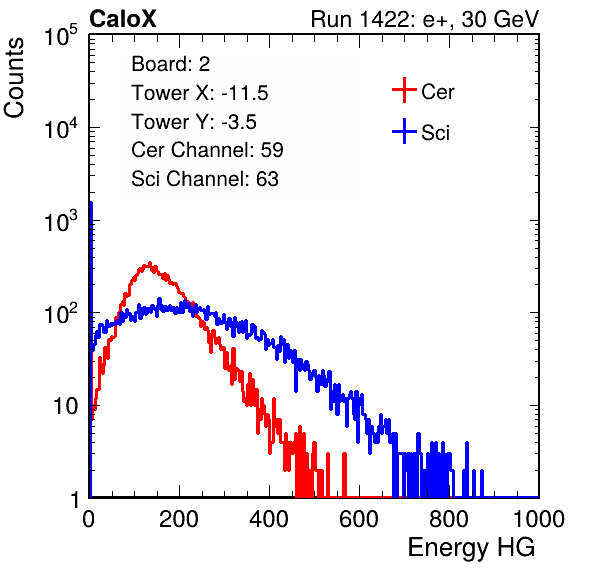 CaloX Run 1422: e+, 30 GeV
Counts
Board: 2
Tower X: -11.5
Tower Y: -3.5
Cer Channel: 59
Sci Channel: 63
Cer
Sci
10^5
10^4
10^3
10^2
10
1
0 200 400 600 800 1000
Energy HG